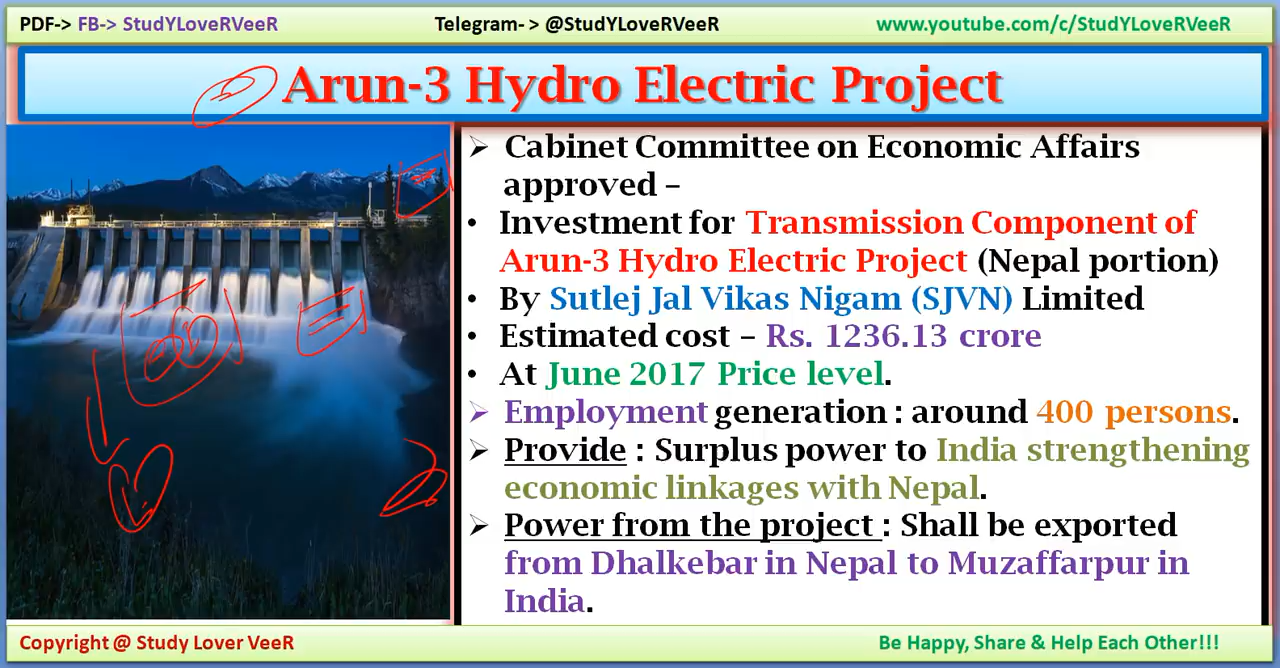 PDF-> FB-> StudYLoveRVeeR
Telegram- > @StudYLoveRVeeR
www.youtube.com/c/StudYLoveRVeeR
Arun-3 Hydro Electric Project
➢ Cabinet Committee on Economic Affairs
approved –
• Investment for Transmission Component of
Arun-3 Hydro Electric Project (Nepal portion)
• By Sutlej Jal Vikas Nigam (SJVN) Limited
• Estimated cost – Rs. 1236.13 crore
• At June 2017 Price level.
➢ Employment generation : around 400 persons.
➢ Provide : Surplus power to India strengthening
economic linkages with Nepal.
➢ Power from the project : Shall be exported
from Dhalkebar in Nepal to Muzaffarpur in
India.
Copyright @ Study Lover VeeR
Be Happy, Share & Help Each Other!!!